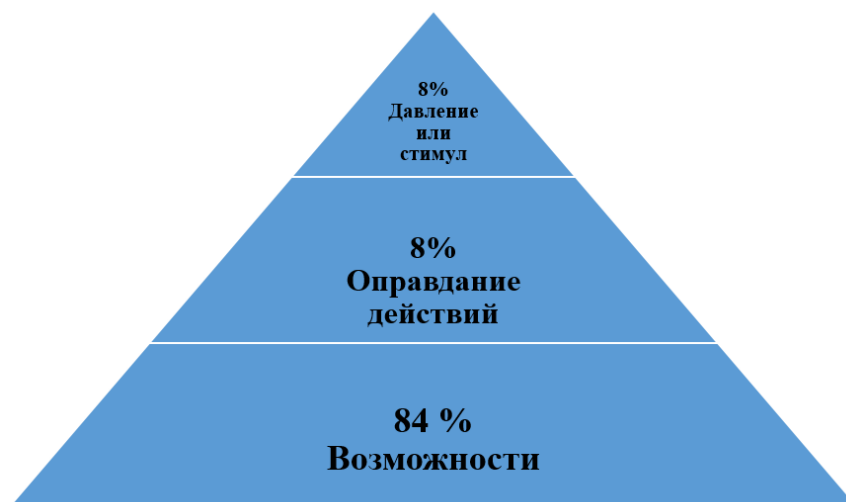 8%
Давление
или
стимул
8%
Оправдание
действий
84 %
Возможности